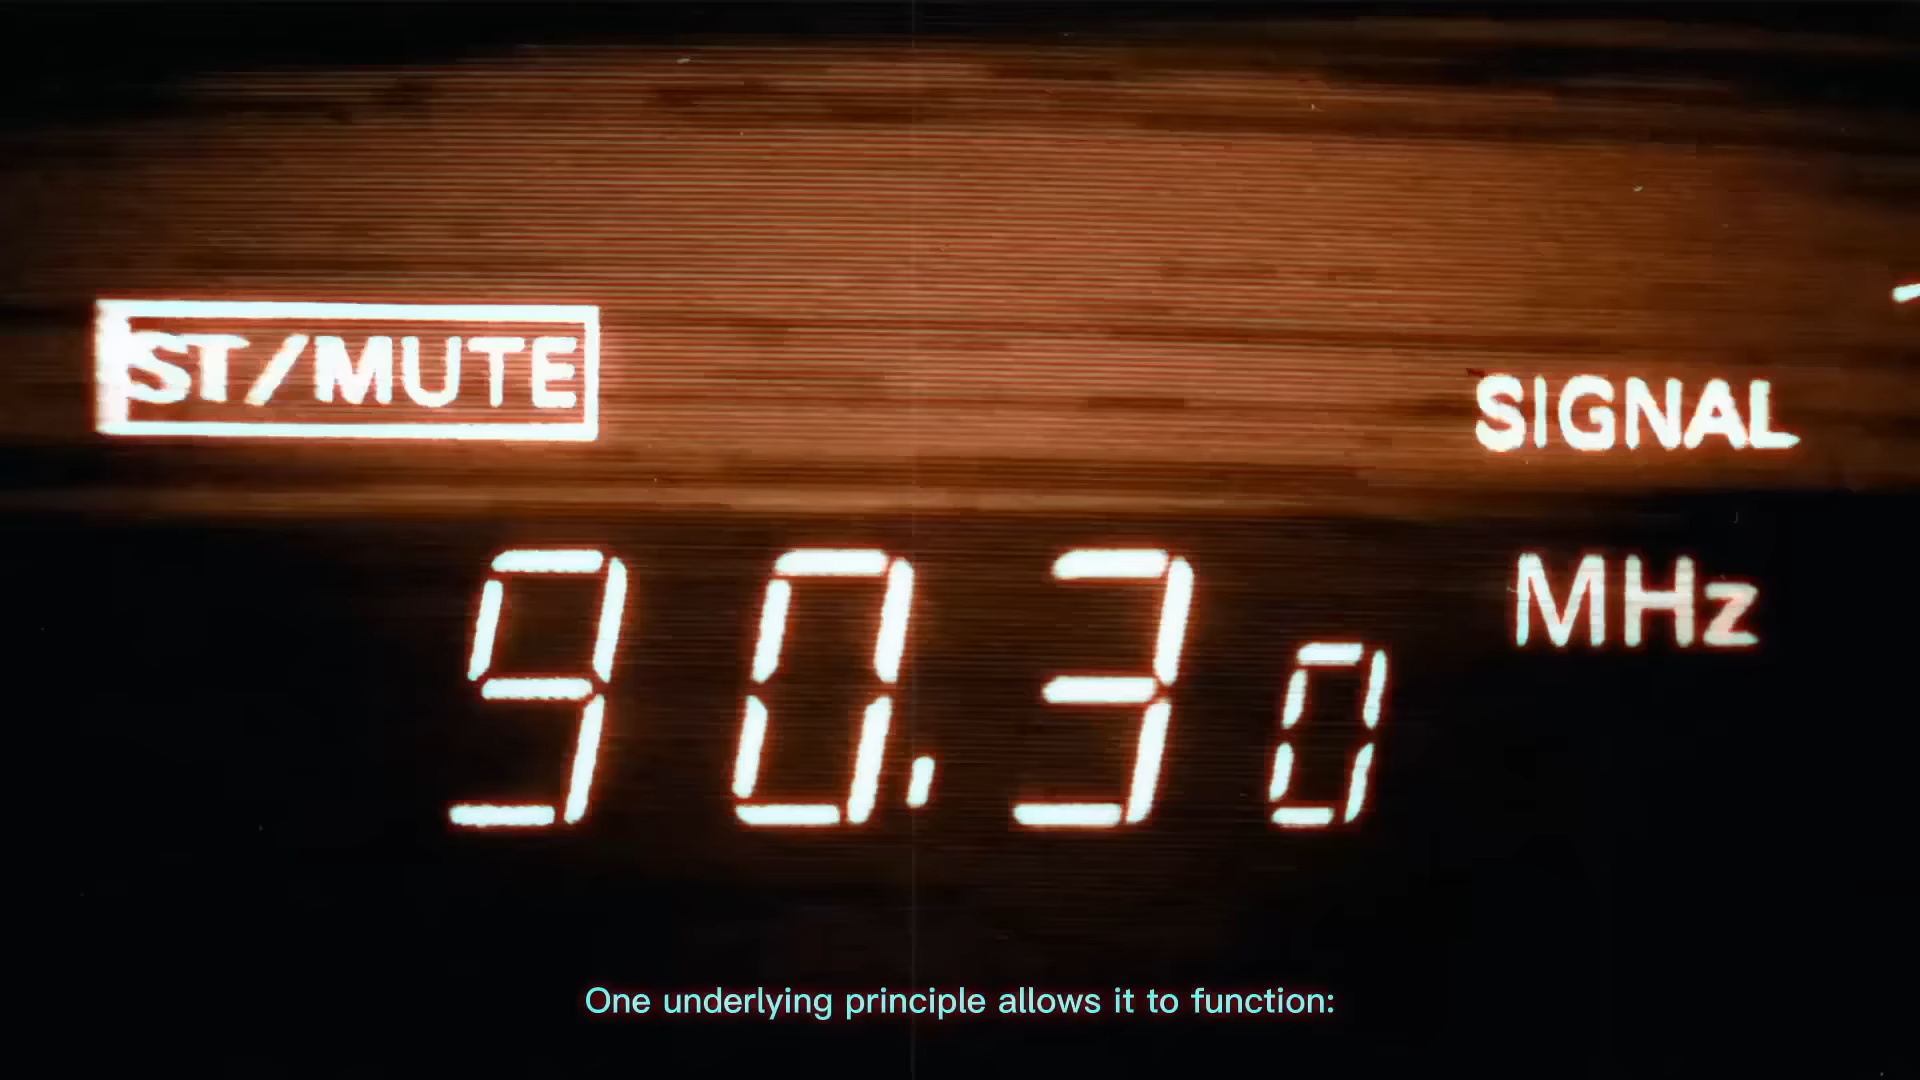 ST/MUTE
SIGNAL
90.30 MHz
One underlying principle allows it to function: